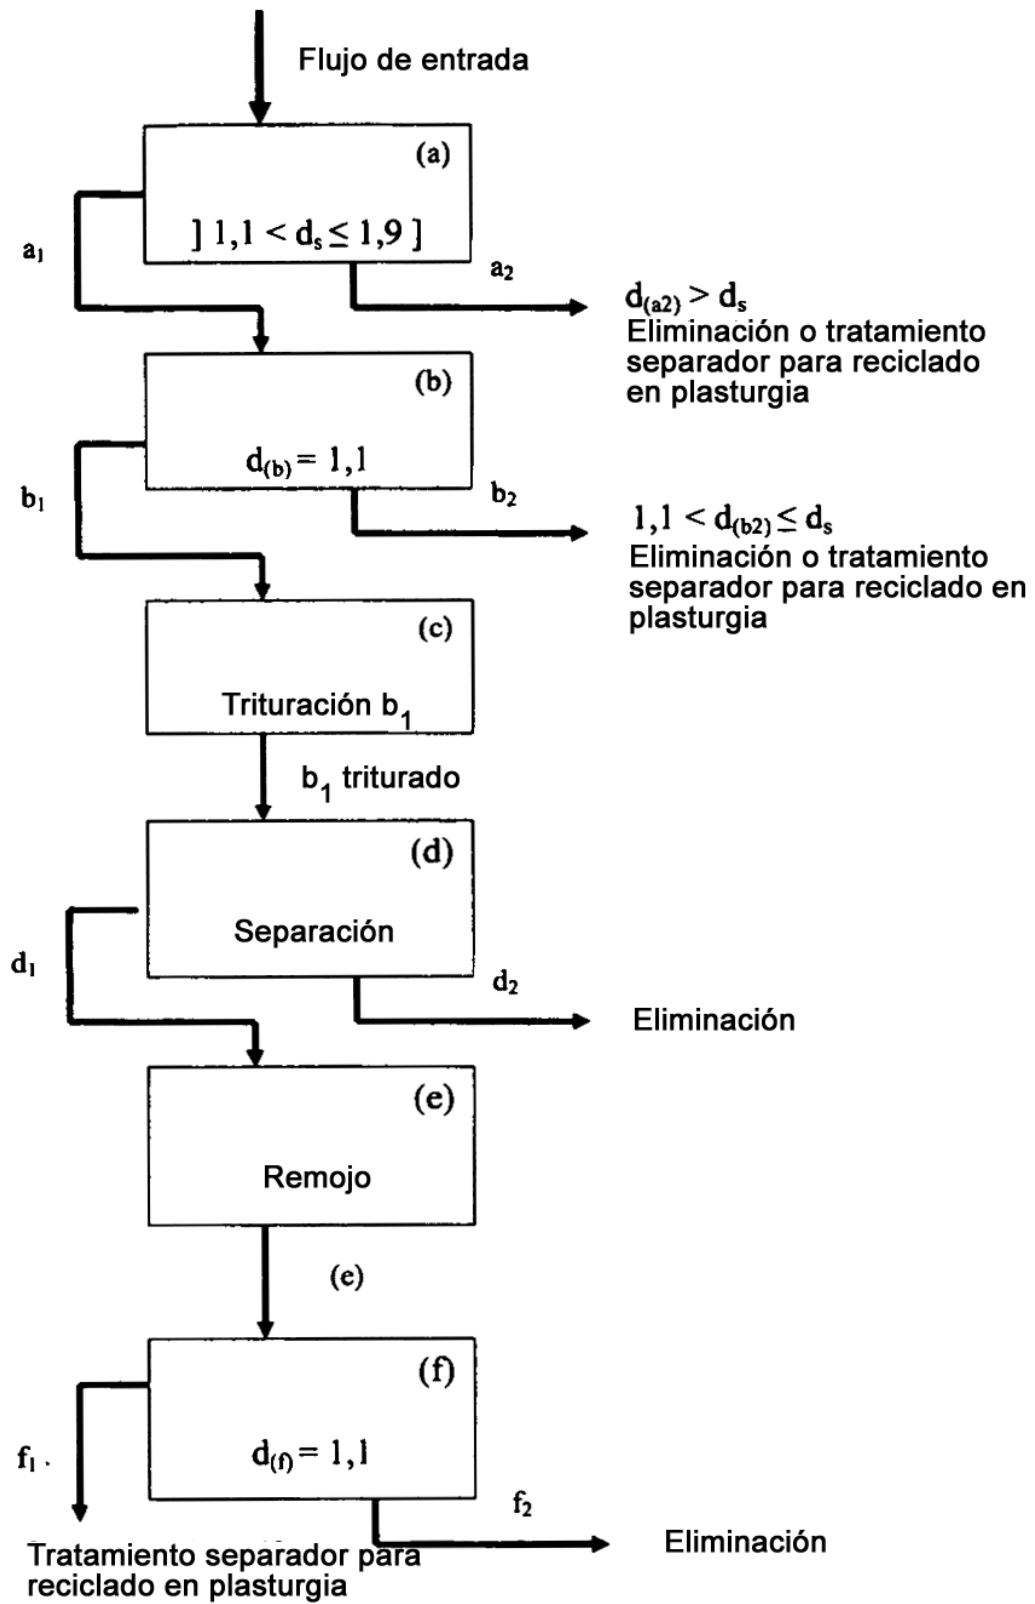 Flujo de entrada
(a)
] 1,1 < dₛ ≤ 1,9 ]
a₁
a₂
d₍ₐ₂₎ > dₛ
Eliminación o tratamiento
separador para reciclado
en plasturgia
(b)
d₍b₎ = 1,1
b₁
b₂
1,1 < d₍b₂₎ ≤ dₛ
Eliminación o tratamiento
separador para reciclado en
plasturgia
(c)
Trituración b₁
b₁ triturado
(d)
Separación
d₁
d₂
Eliminación
(e)
Remojo
(e)
(f)
d₍f₎ = 1,1
f₁ .
f₂
Eliminación
Tratamiento separador para
reciclado en plasturgia